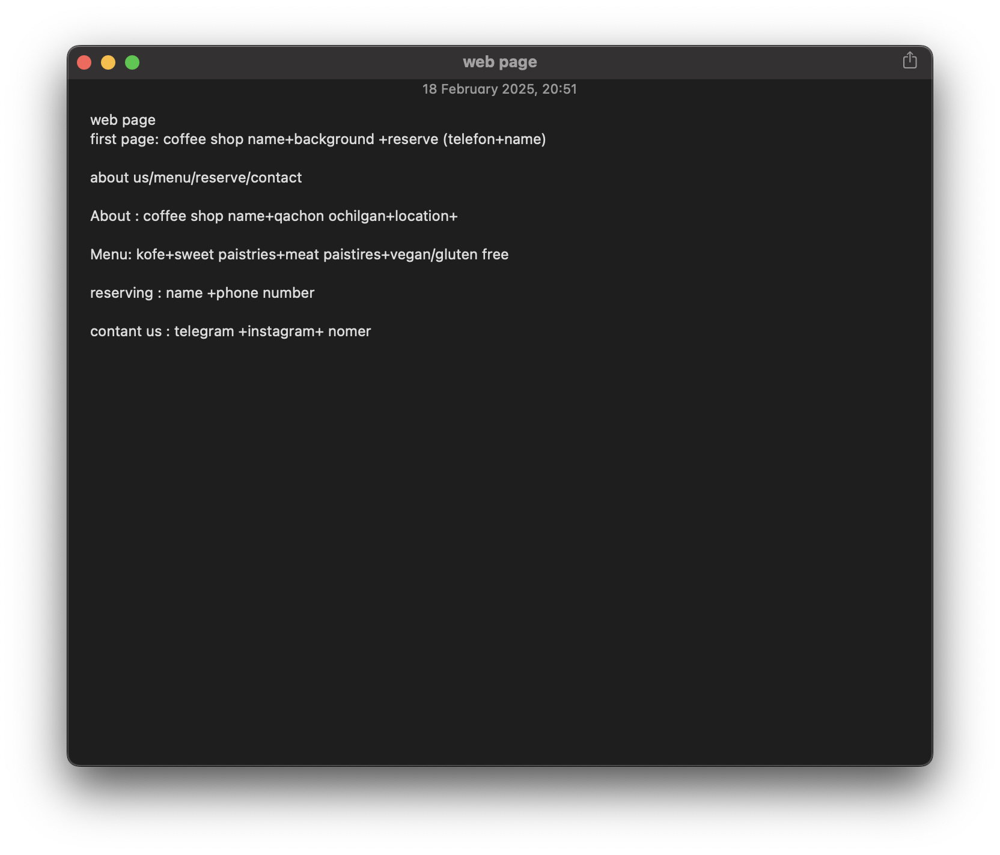 web page
18 February 2025, 20:51
web page
first page: coffee shop name+background +reserve (telefon+name)
about us/menu/reserve/contact
About : coffee shop name+qachon ochilgan+location+
Menu: kofe+sweet paistries+meat paistires+vegan/gluten free
reserving : name +phone number
contant us : telegram +instagram+ nomer